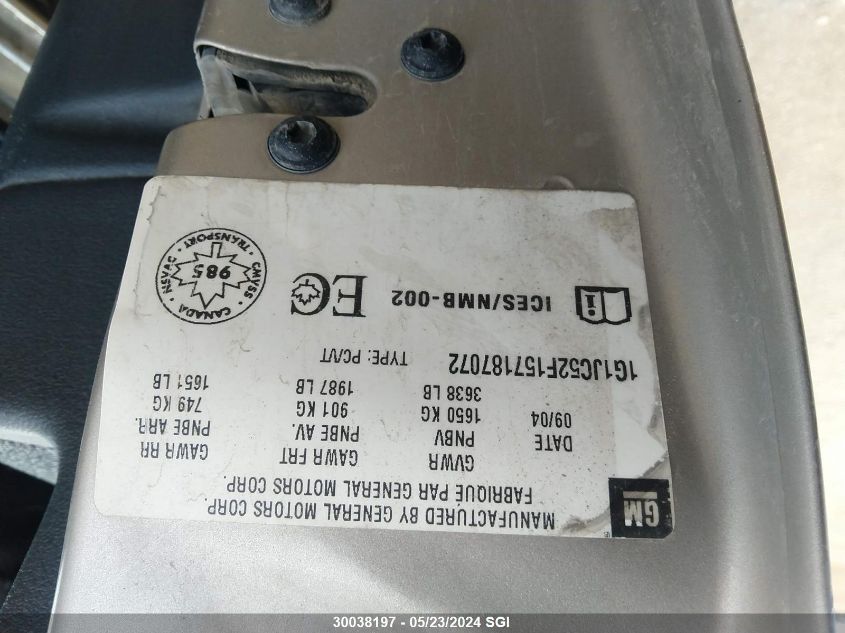 GM
MANUFACTURED BY GENERAL MOTORS CORP.
FABRIQUÉ PAR GENERAL MOTORS CORP.
DATE GVWR GAWR FRT GAWR RR
09/04 PNBV PNBE AV. PNBE ARR.
1650 KG 901 KG 749 KG
3638 LB 1987 LB 1651 LB
1G1JC52F157187072 TYPE: PC/VT
i ICES/NMB-002 EC
CANADA CMVSS TRANSPORT NSVAC
985
30038197 - 05/23/2024 SGI